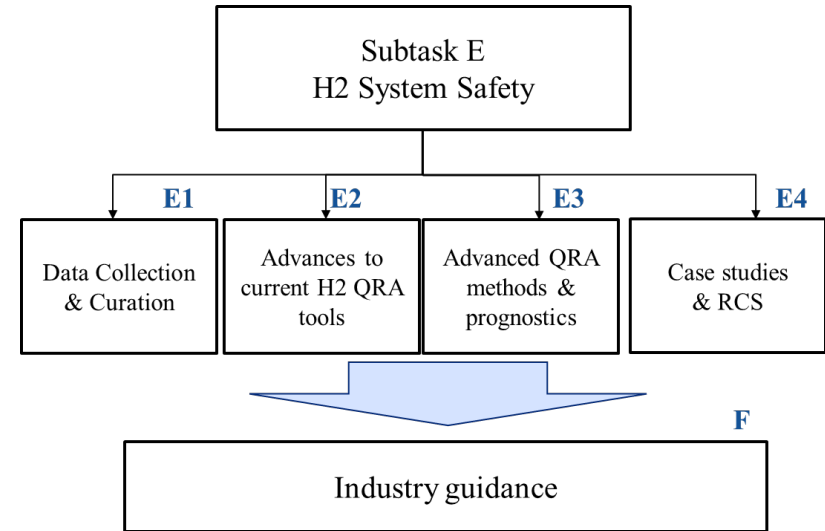 Subtask E
H2 System Safety
E1
E2
E3
E4
Data Collection
& Curation
Advances to
current H2 QRA
tools
Advanced QRA
methods &
prognostics
Case studies
& RCS
F
Industry guidance